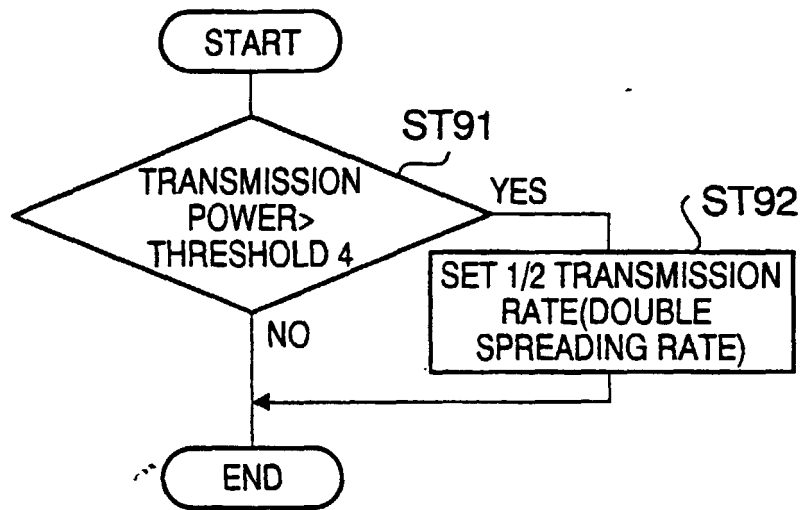 START
ST91
TRANSMISSION
POWER>
THRESHOLD 4
YES
ST92
SET 1/2 TRANSMISSION
RATE(DOUBLE
SPREADING RATE)
NO
END